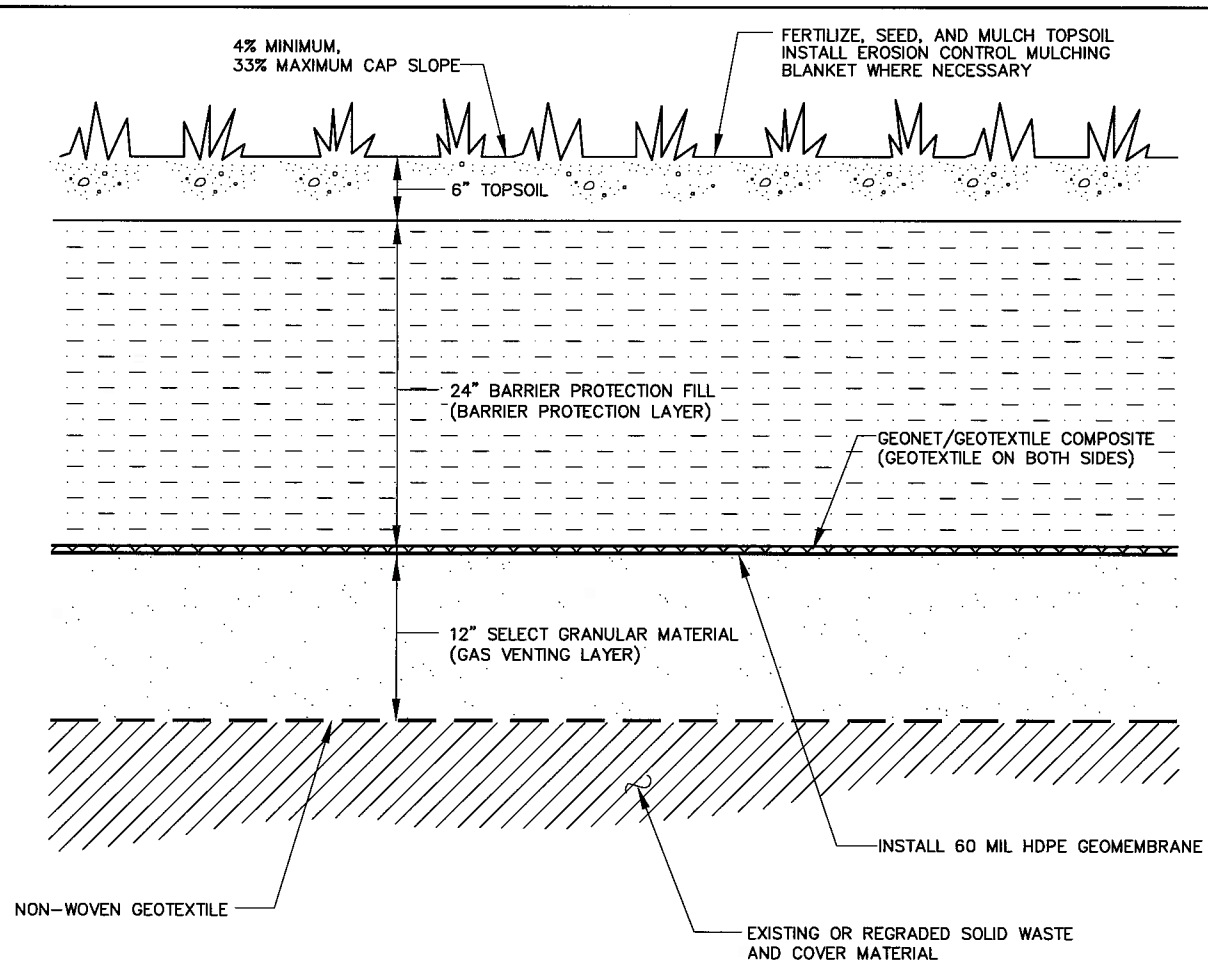 4% MINIMUM,
33% MAXIMUM CAP SLOPE
FERTILIZE, SEED, AND MULCH TOPSOIL
INSTALL EROSION CONTROL MULCHING
BLANKET WHERE NECESSARY
6" TOPSOIL
24" BARRIER PROTECTION FILL
(BARRIER PROTECTION LAYER)
GEONET/GEOTEXTILE COMPOSITE
(GEOTEXTILE ON BOTH SIDES)
12" SELECT GRANULAR MATERIAL
(GAS VENTING LAYER)
INSTALL 60 MIL HDPE GEOMEMBRANE
NON-WOVEN GEOTEXTILE
EXISTING OR REGRADED SOLID WASTE
AND COVER MATERIAL